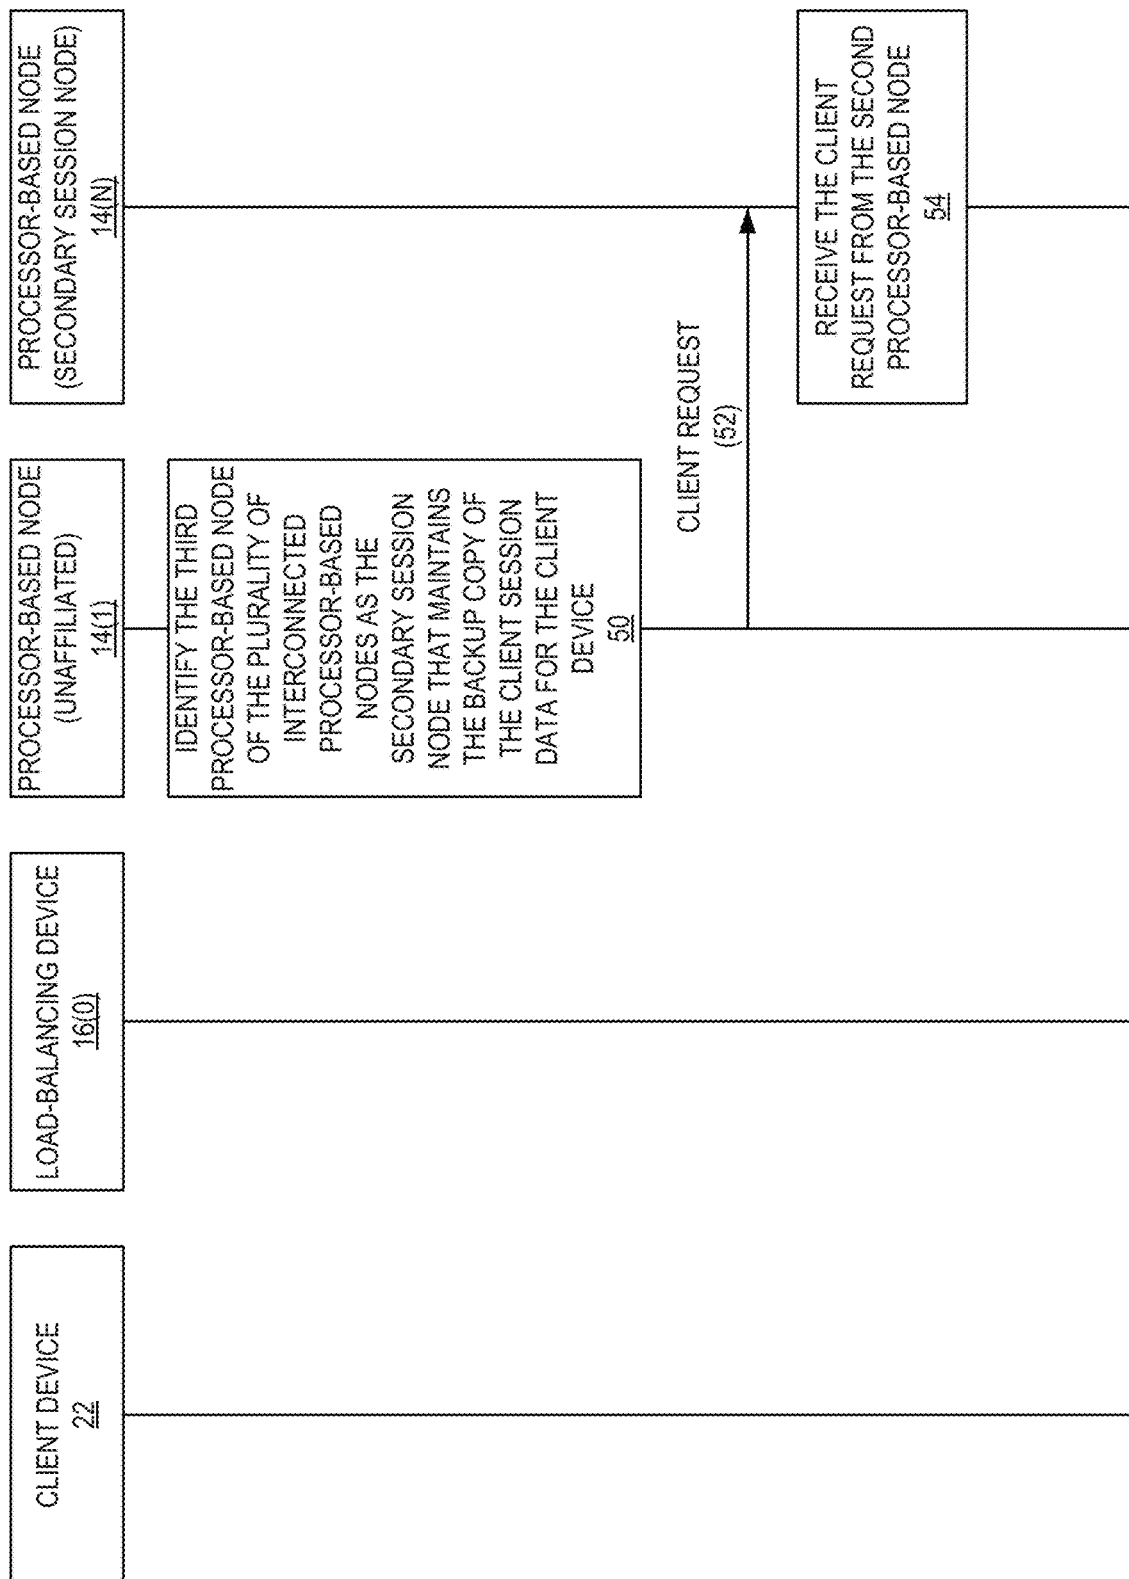 CLIENT DEVICE
22
LOAD-BALANCING DEVICE
16(0)
PROCESSOR-BASED NODE
(UNAFFILIATED)
14(1)
PROCESSOR-BASED NODE
(SECONDARY SESSION NODE)
14(N)
IDENTIFY THE THIRD
PROCESSOR-BASED NODE
OF THE PLURALITY OF
INTERCONNECTED
PROCESSOR-BASED
NODES AS THE
SECONDARY SESSION
NODE THAT MAINTAINS
THE BACKUP COPY OF
THE CLIENT SESSION
DATA FOR THE CLIENT
DEVICE
50
CLIENT REQUEST
(52)
RECEIVE THE CLIENT
REQUEST FROM THE SECOND
PROCESSOR-BASED NODE
54